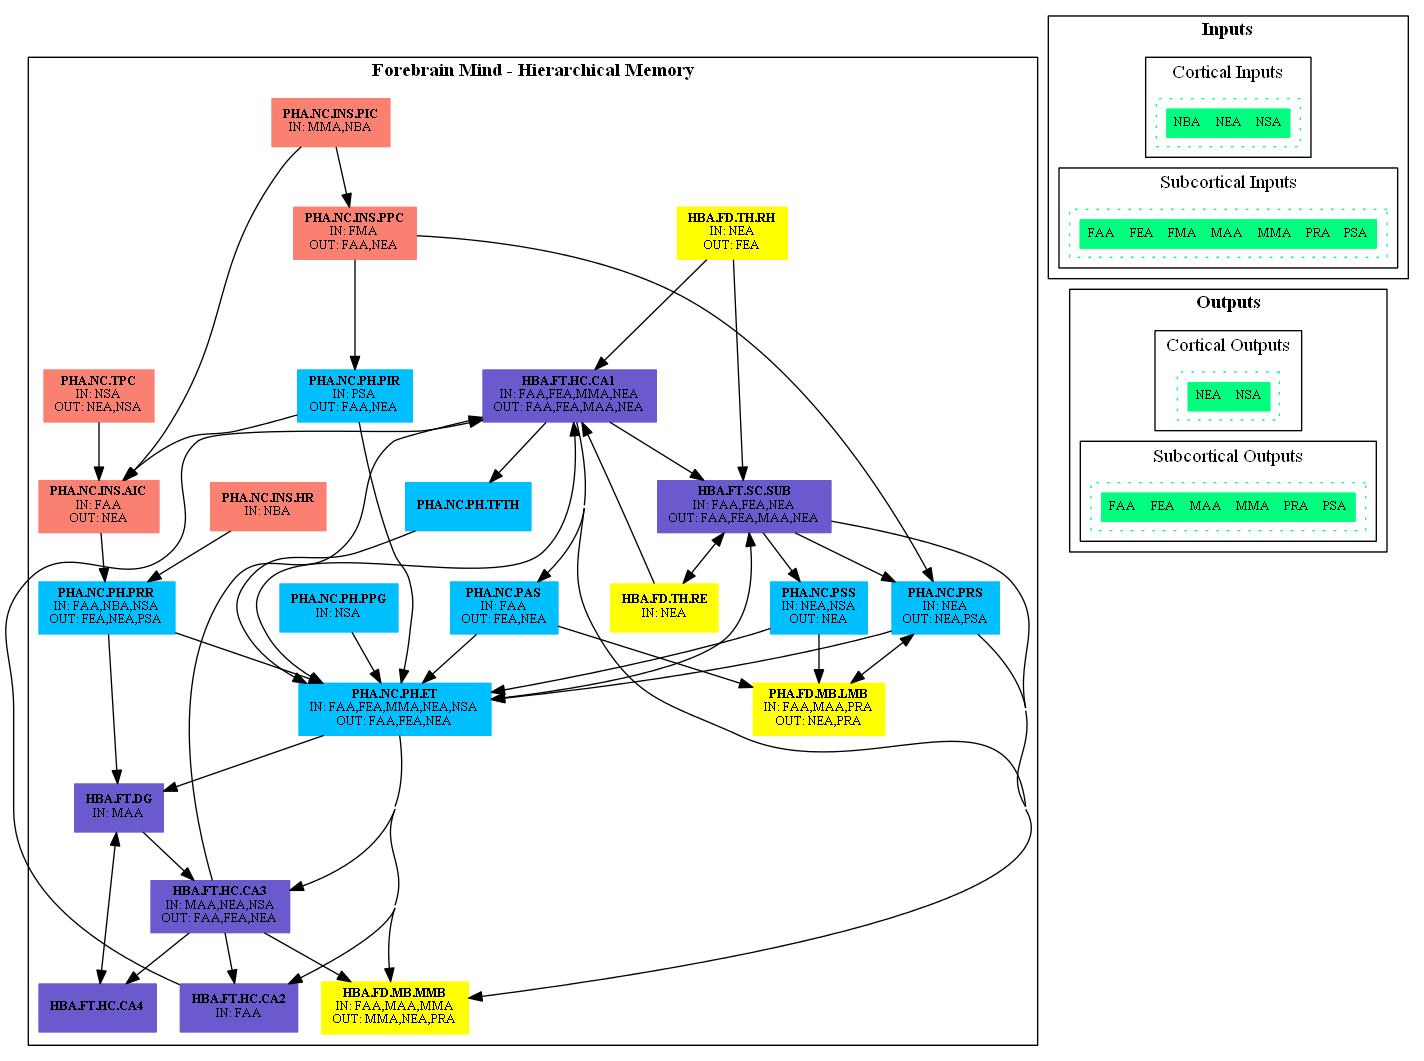 Inputs
Cortical Inputs
NBA NEA NSA
Subcortical Inputs
FAA FEA FMA MAA MMA PRA PSA
Outputs
Cortical Outputs
NEA NSA
Subcortical Outputs
FAA FEA MAA MMA PRA PSA
Forebrain Mind - Hierarchical Memory
PHA.NC.INS.PIC
IN: MMA,NBA
PHA.NC.INS.PPC
IN: FMA
OUT: FAA,NEA
HBA.FD.TH.RH
IN: NEA
OUT: FEA
PHA.NC.TPC
IN: NSA
OUT: NEA,NSA
PHA.NC.PH.PIR
IN: PSA
OUT: FAA,NEA
HBA.FT.HC.CA1
IN: FAA,FEA,MMA,NEA
OUT: FAA,FEA,MAA,NEA
PHA.NC.INS.AIC
IN: FAA
OUT: NEA
PHA.NC.INS.HR
IN: NBA
PHA.NC.PH.TFTH
HBA.FT.SC.SUB
IN: FAA,FEA,NEA
OUT: FAA,FEA,MAA,NEA
PHA.NC.PH.PRR
IN: FAA,NBA,NSA
OUT: FEA,NEA,PSA
PHA.NC.PH.PPG
IN: NSA
PHA.NC.PAS
IN: FAA
OUT: FEA,NEA
HBA.FD.TH.RE
IN: NEA
PHA.NC.PSS
IN: NEA,NSA
OUT: NEA
PHA.NC.PRS
IN: NEA
OUT: NEA,PSA
PHA.NC.PH.ET
IN: FAA,FEA,MMA,NEA,NSA
OUT: FAA,FEA,NEA
PHA.FD.MB.LMB
IN: FAA,MAA,PRA
OUT: NEA,PRA
HBA.FT.DG
IN: MAA
HBA.FT.HC.CA3
IN: MAA,NEA,NSA
OUT: FAA,FEA,NEA
HBA.FT.HC.CA4
HBA.FT.HC.CA2
IN: FAA
HBA.FD.MB.MMB
IN: FAA,MAA,MMA
OUT: MMA,NEA,PRA